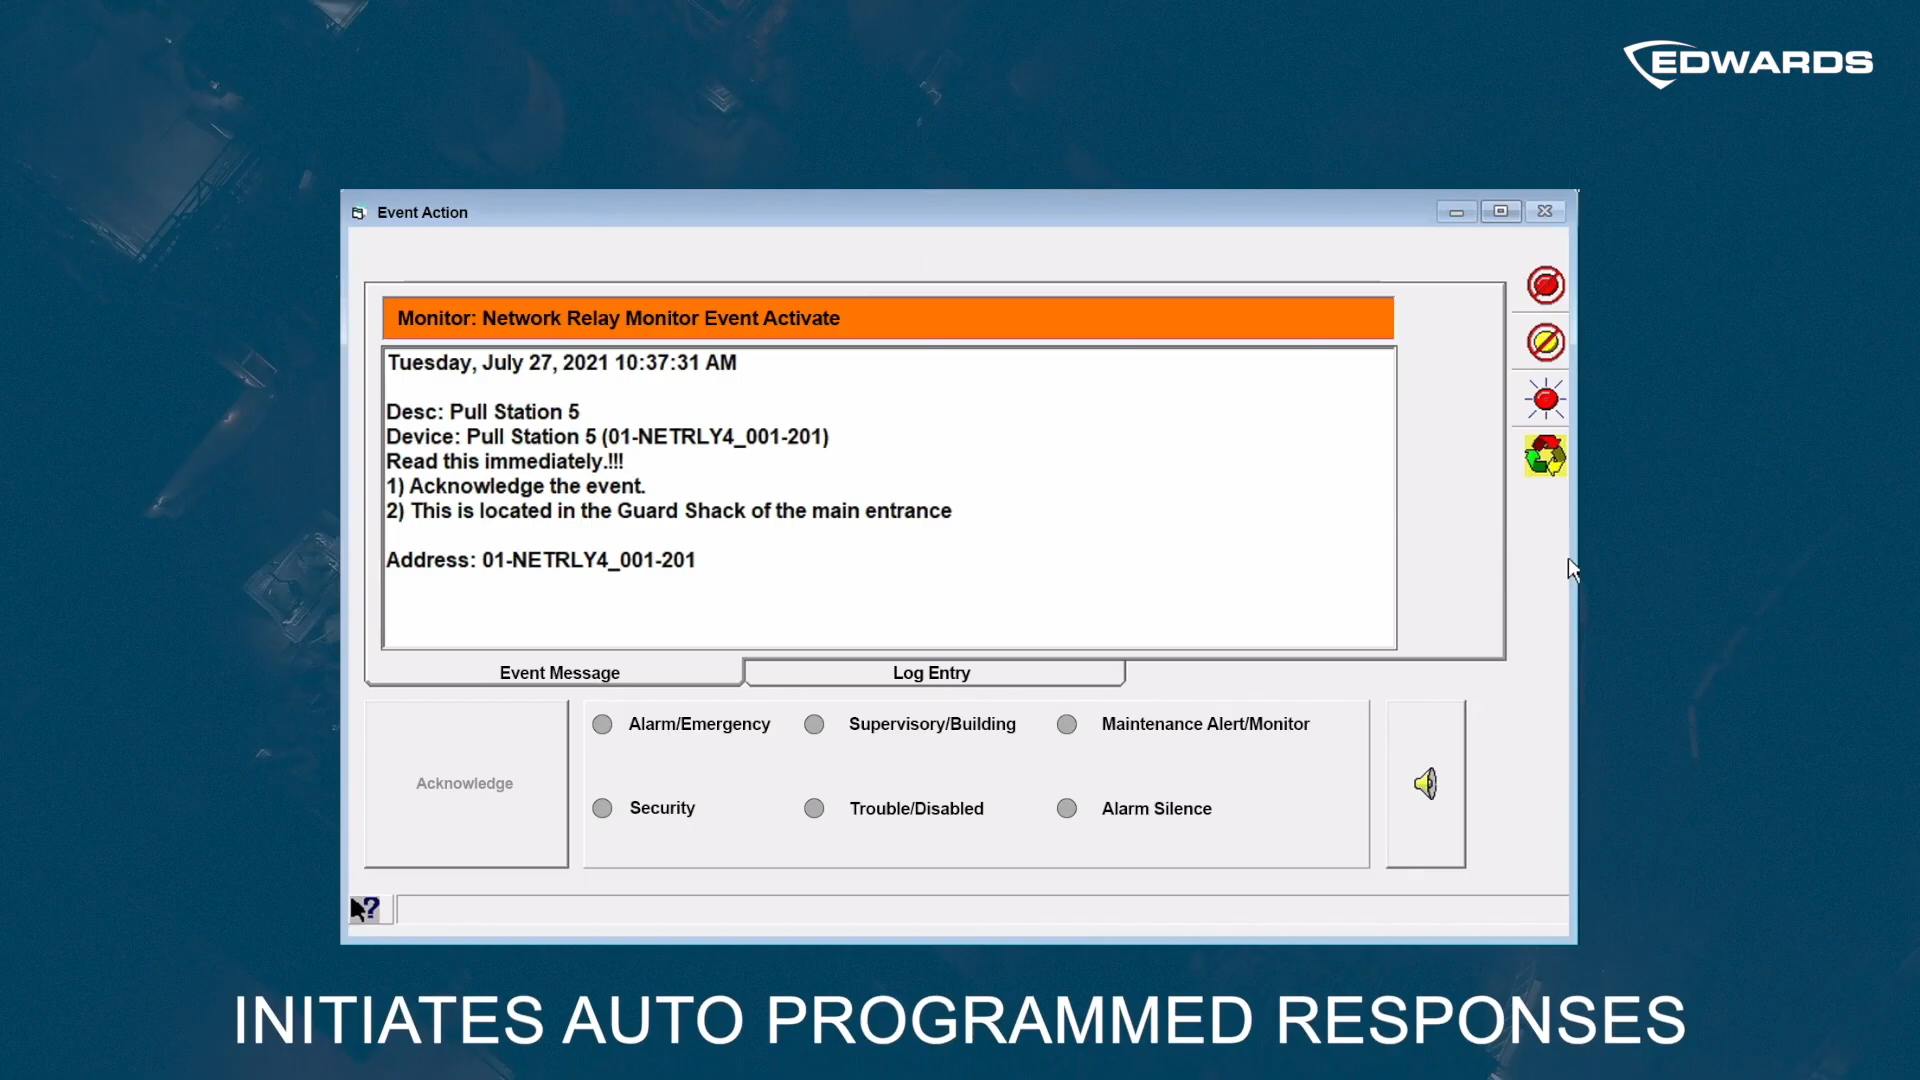 EDWARDS
Event Action
Monitor: Network Relay Monitor Event Activate
Tuesday, July 27, 2021 10:37:31 AM
Desc: Pull Station 5
Device: Pull Station 5 (01-NETRLY4_001-201)
Read this immediately.!!!
1) Acknowledge the event.
2) This is located in the Guard Shack of the main entrance
Address: 01-NETRLY4_001-201
Event Message
Log Entry
Acknowledge
Alarm/Emergency
Supervisory/Building
Maintenance Alert/Monitor
Security
Trouble/Disabled
Alarm Silence
?
INITIATES AUTO PROGRAMMED RESPONSES